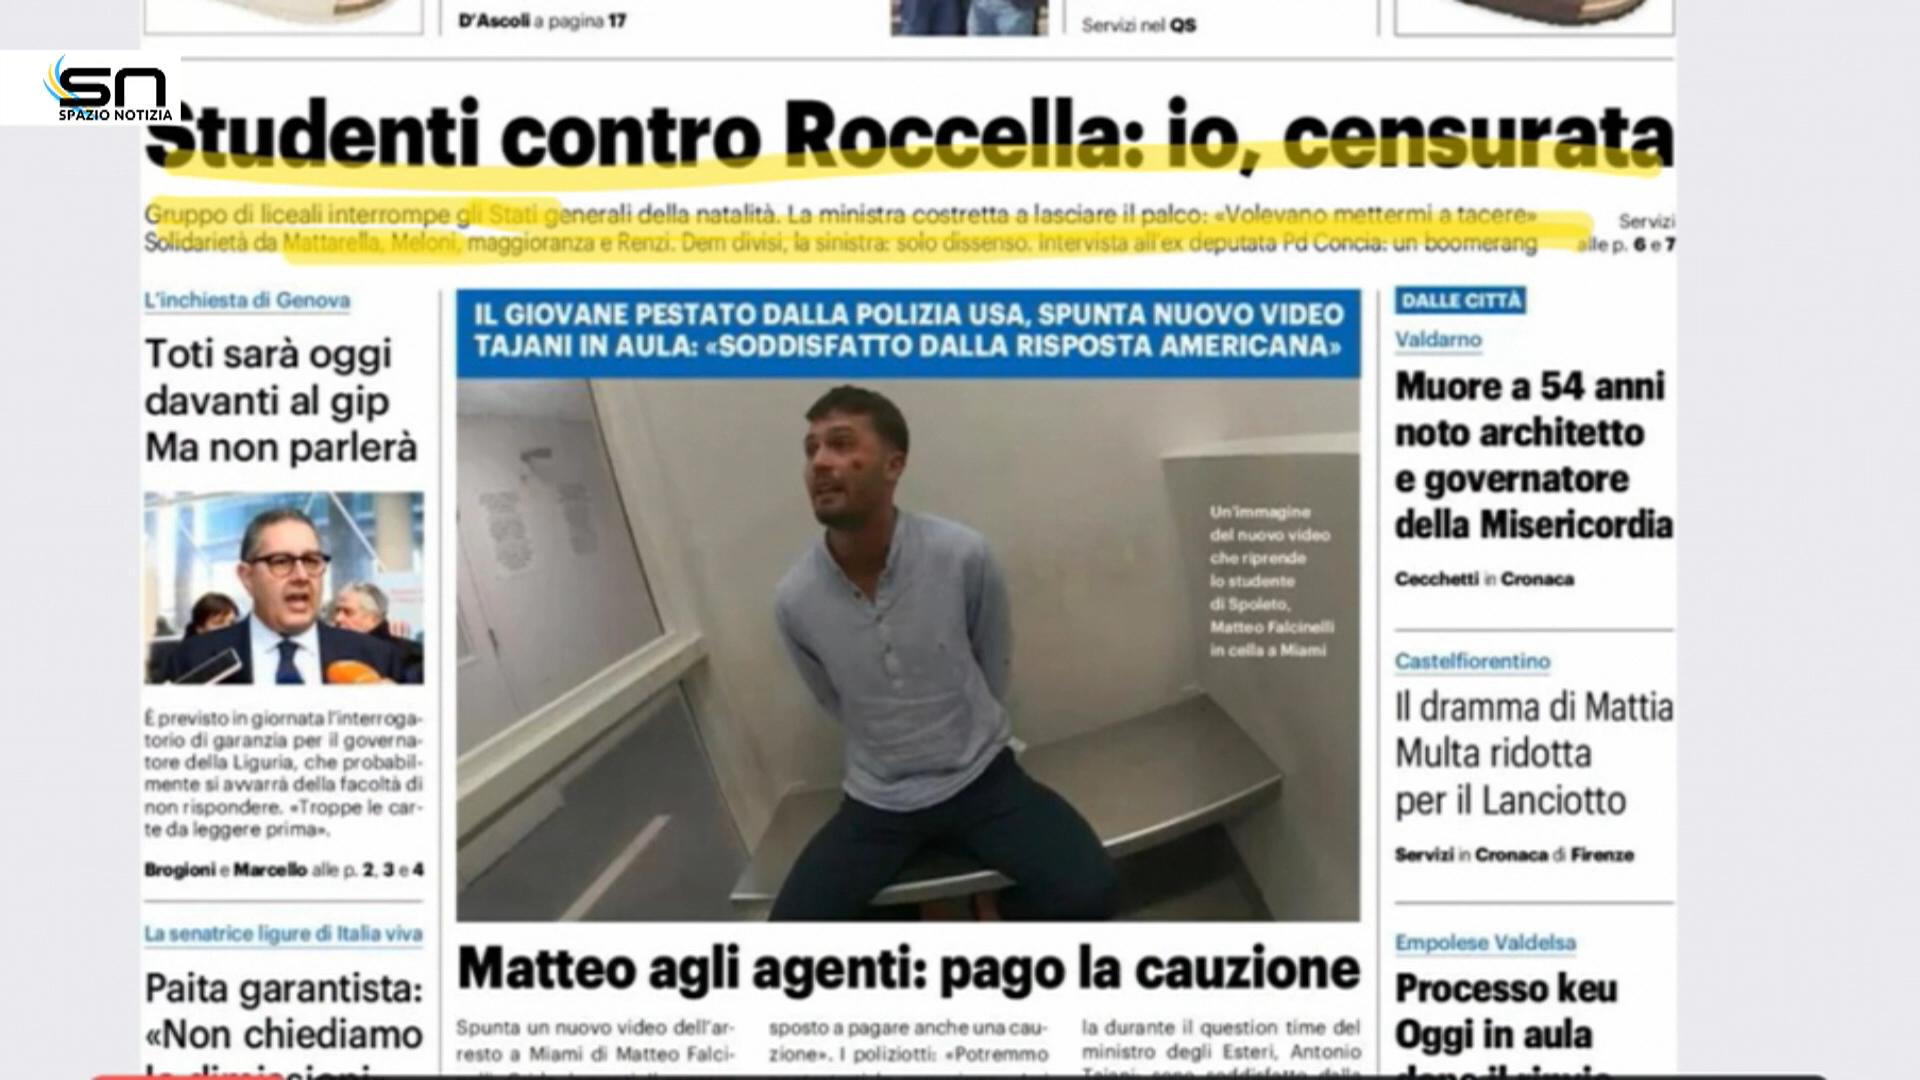 D'Ascoli a pagina 17
Servizi nel QS
SN
SPAZIO NOTIZIA
Studenti contro Roccella: io, censurata
Gruppo di liceali interrompe gli Stati generali della natalità. La ministra costretta a lasciare il palco: «Volevano mettermi a tacere»
Solidarietà da Mattarella, Meloni, maggioranza e Renzi. Dem divisi, la sinistra: solo dissenso. Intervista all'ex deputata Pd Concia: un boomerang
Servizi
alle p. 6 e 7
L'inchiesta di Genova
Toti sarà oggi
davanti al gip
Ma non parlerà
È previsto in giornata l'interroga-
torio di garanzia per il governa-
tore della Liguria, che probabil-
mente si avvarrà della facoltà di
non rispondere. «Troppe le car-
te da leggere prima».
Brogioni e Marcello alle p. 2, 3 e 4
La senatrice ligure di Italia viva
Paita garantista:
«Non chiediamo
le dimissioni
IL GIOVANE PESTATO DALLA POLIZIA USA, SPUNTA NUOVO VIDEO
TAJANI IN AULA: «SODDISFATTO DALLA RISPOSTA AMERICANA»
Un'immagine
del nuovo video
che riprende
lo studente
di Spoleto,
Matteo Falcinelli
in cella a Miami
Matteo agli agenti: pago la cauzione
Spunta un nuovo video dell'ar-
resto a Miami di Matteo Falci-
sposto a pagare anche una cau-
zione». I poliziotti: «Potremmo
la durante il question time del
ministro degli Esteri, Antonio
DALLE CITTÀ
Valdarno
Muore a 54 anni
noto architetto
e governatore
della Misericordia
Cecchetti in Cronaca
Castelfiorentino
Il dramma di Mattia
Multa ridotta
per il Lanciotto
Servizi in Cronaca di Firenze
Empolese Valdelsa
Processo keu
Oggi in aula
dopo il rinvio